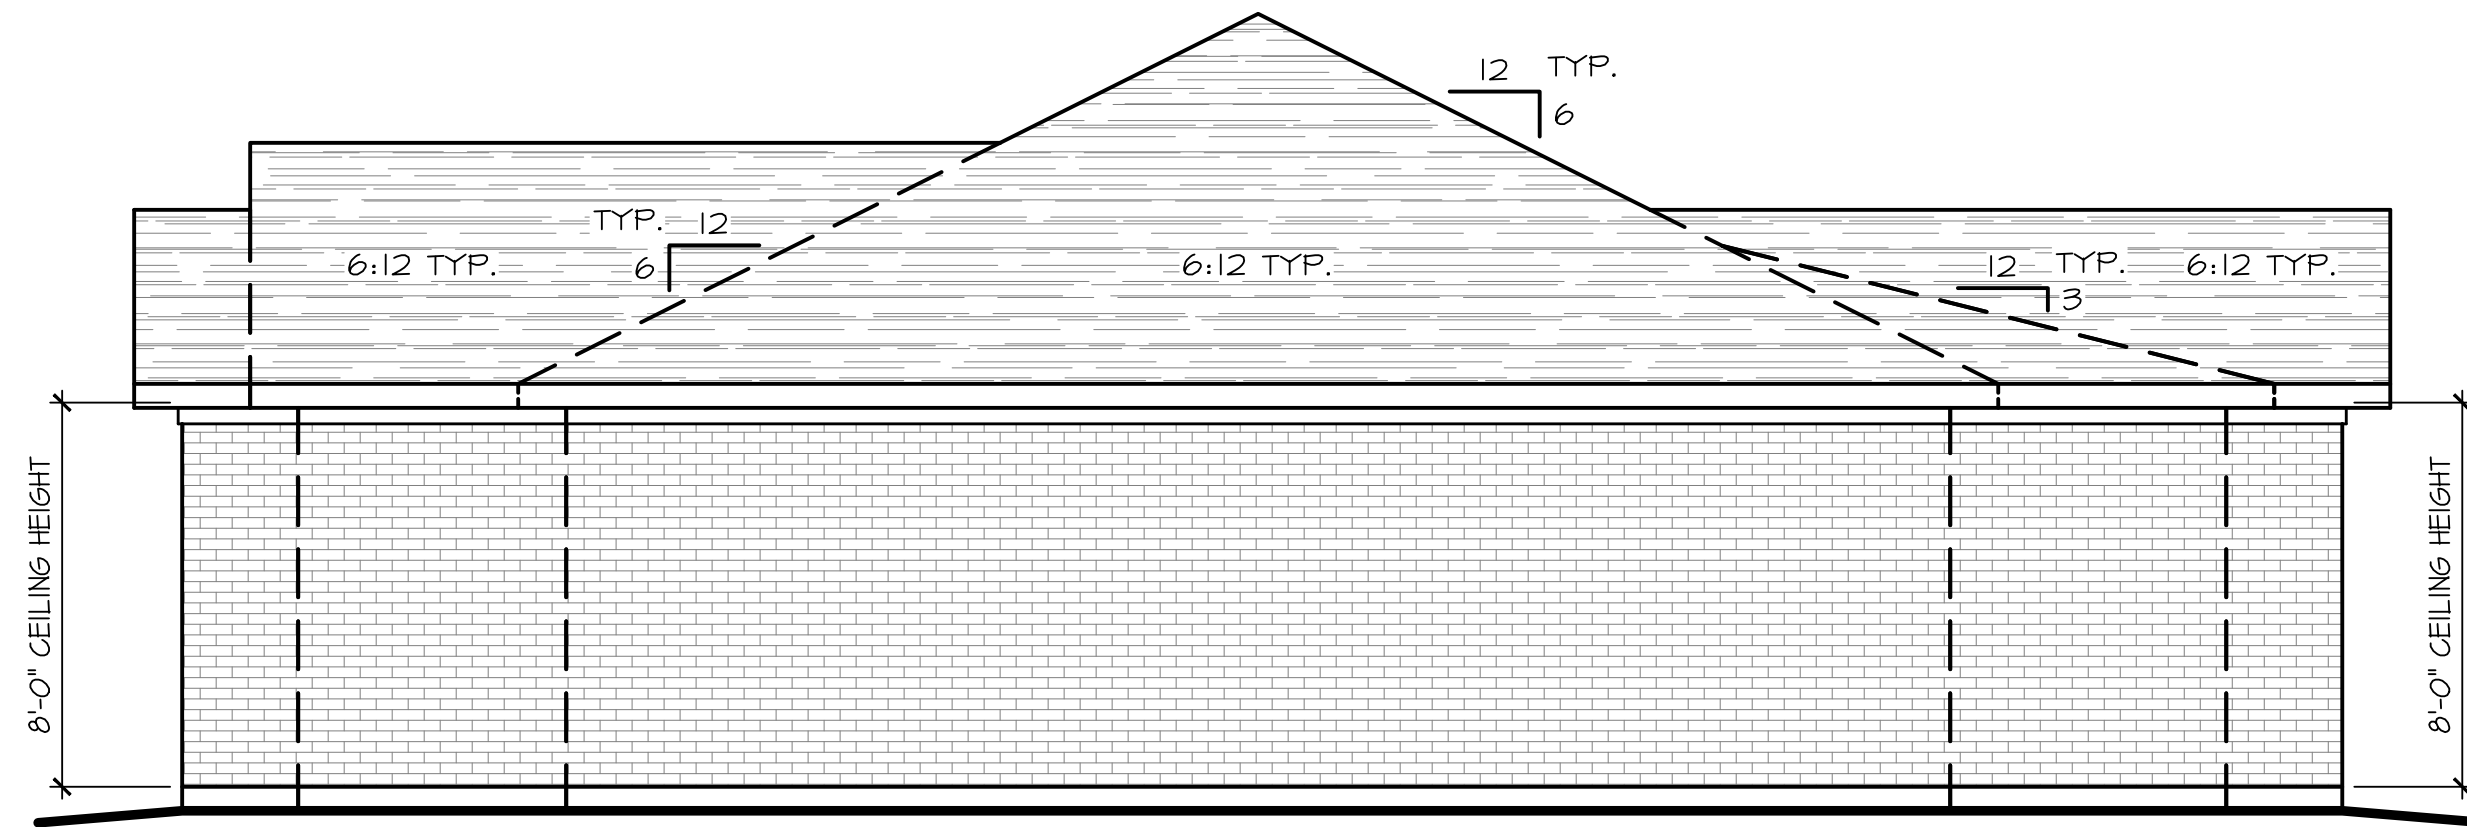 12 TYP.
6
TYP. 12
6
6:12 TYP.
6:12 TYP.
12 TYP.
3
6:12 TYP.
8'-0" CEILING HEIGHT
8'-0" CEILING HEIGHT